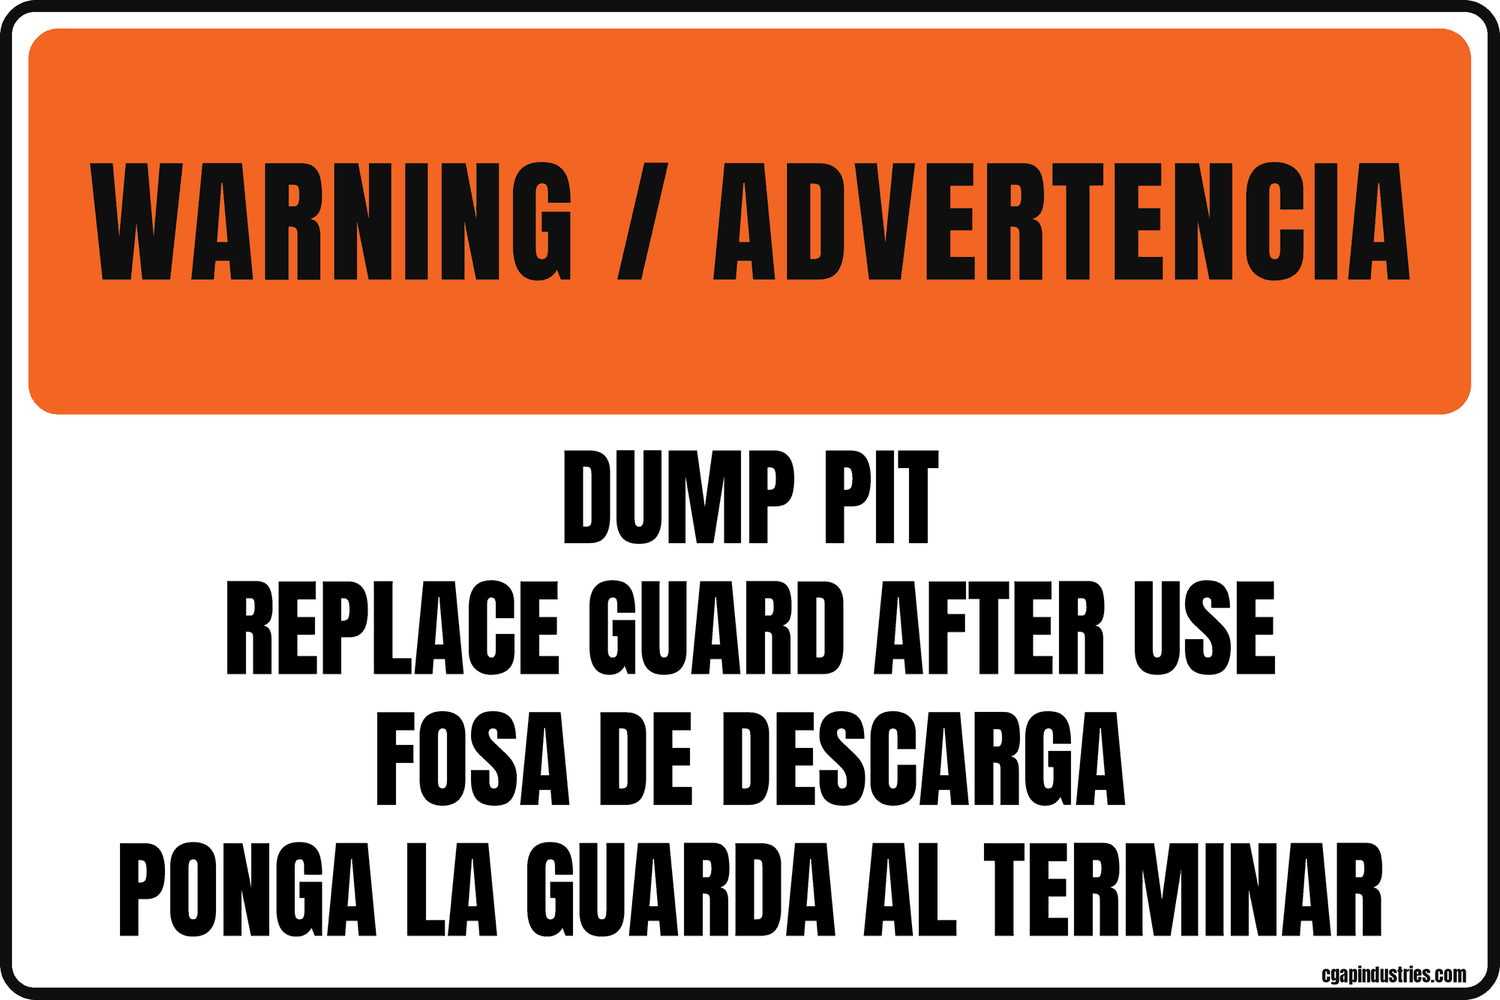 WARNING / ADVERTENCIA
DUMP PIT
REPLACE GUARD AFTER USE
FOSA DE DESCARGA
PONGA LA GUARDA AL TERMINAR
cgapindustries.com